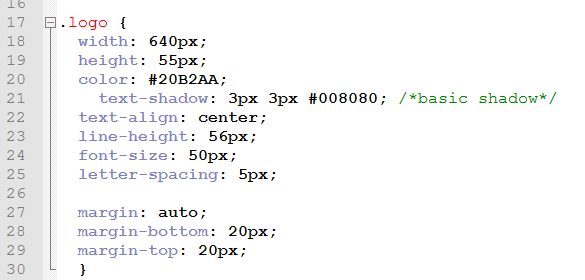 16
17 .logo {
18 width: 640px;
19 height: 55px;
20 color: #20B2AA;
21 text-shadow: 3px 3px #008080; /*basic shadow*/
22 text-align: center;
23 line-height: 56px;
24 font-size: 50px;
25 letter-spacing: 5px;
26
27 margin: auto;
28 margin-bottom: 20px;
29 margin-top: 20px;
30 }